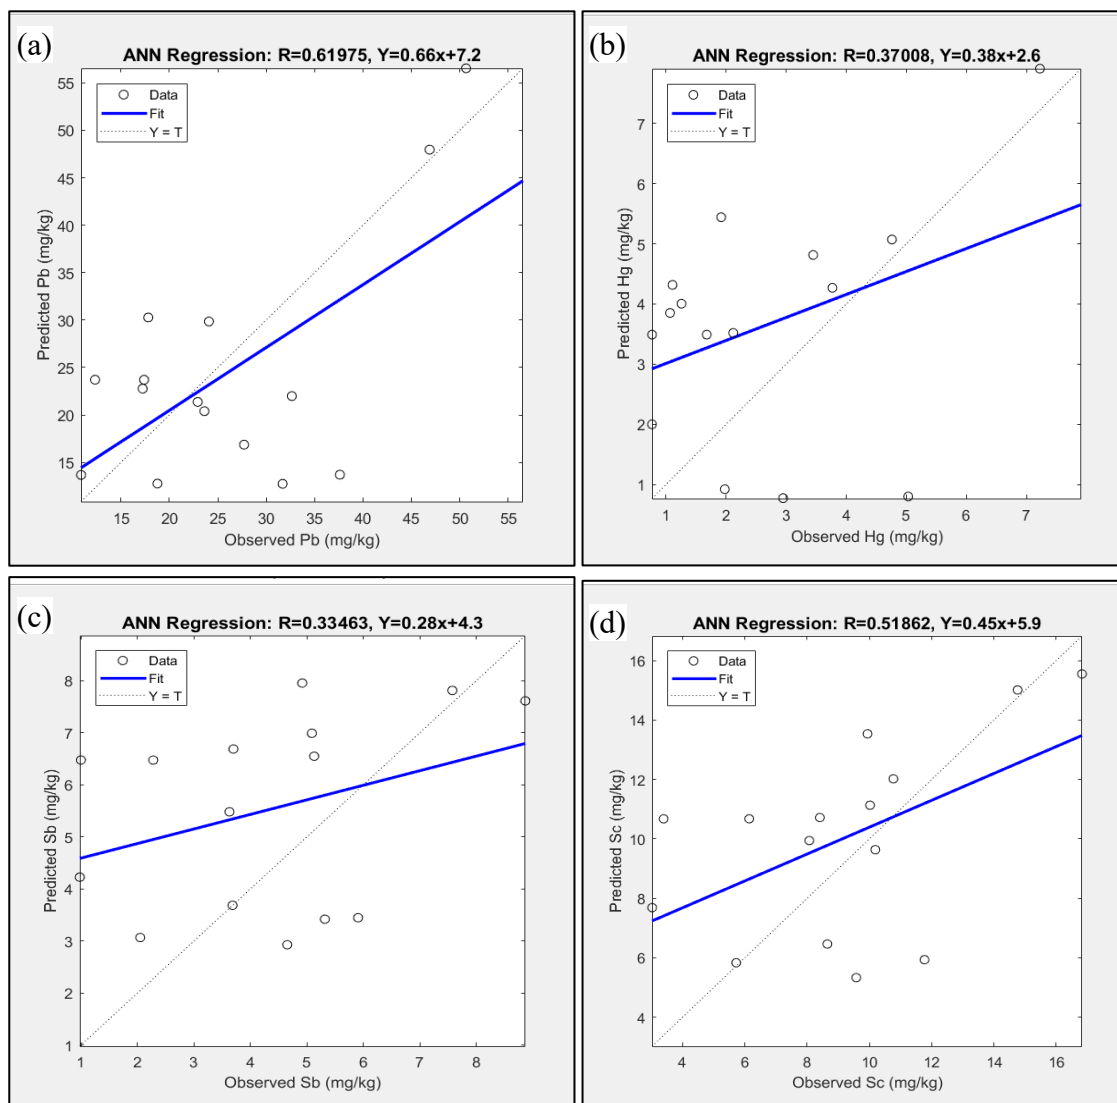 (a)
ANN Regression: R=0.61975, Y=0.66x+7.2
Data
Fit
Y = T
Predicted Pb (mg/kg)
55
50
45
40
35
30
25
20
15
15 20 25 30 35 40 45 50 55
Observed Pb (mg/kg)
(b)
ANN Regression: R=0.37008, Y=0.38x+2.6
Data
Fit
Y = T
Predicted Hg (mg/kg)
7
6
5
4
3
2
1
1 2 3 4 5 6 7
Observed Hg (mg/kg)
(c)
ANN Regression: R=0.33463, Y=0.28x+4.3
Data
Fit
Y = T
Predicted Sb (mg/kg)
8
7
6
5
4
3
2
1
1 2 3 4 5 6 7 8
Observed Sb (mg/kg)
(d)
ANN Regression: R=0.51862, Y=0.45x+5.9
Data
Fit
Y = T
Predicted Sc (mg/kg)
16
14
12
10
8
6
4
4 6 8 10 12 14 16
Observed Sc (mg/kg)